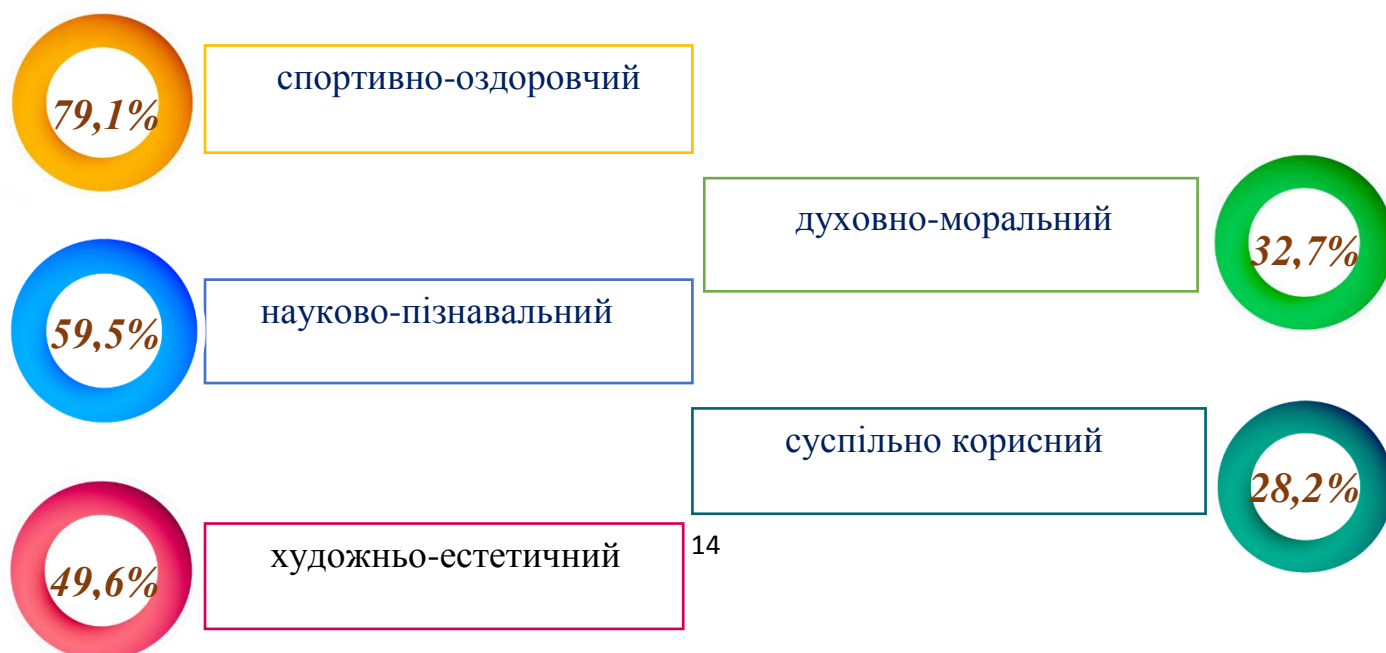 79,1%
спортивно-оздоровчий
духовно-моральний
32,7%
59,5%
науково-пізнавальний
суспільно корисний
28,2%
49,6%
художньо-естетичний
14